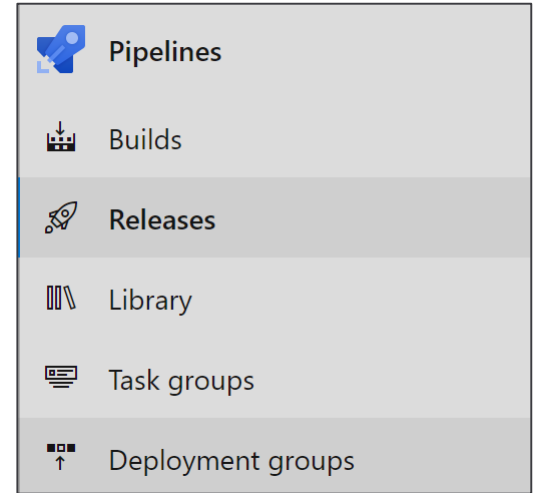 Pipelines
Builds
Releases
Library
Task groups
Deployment groups